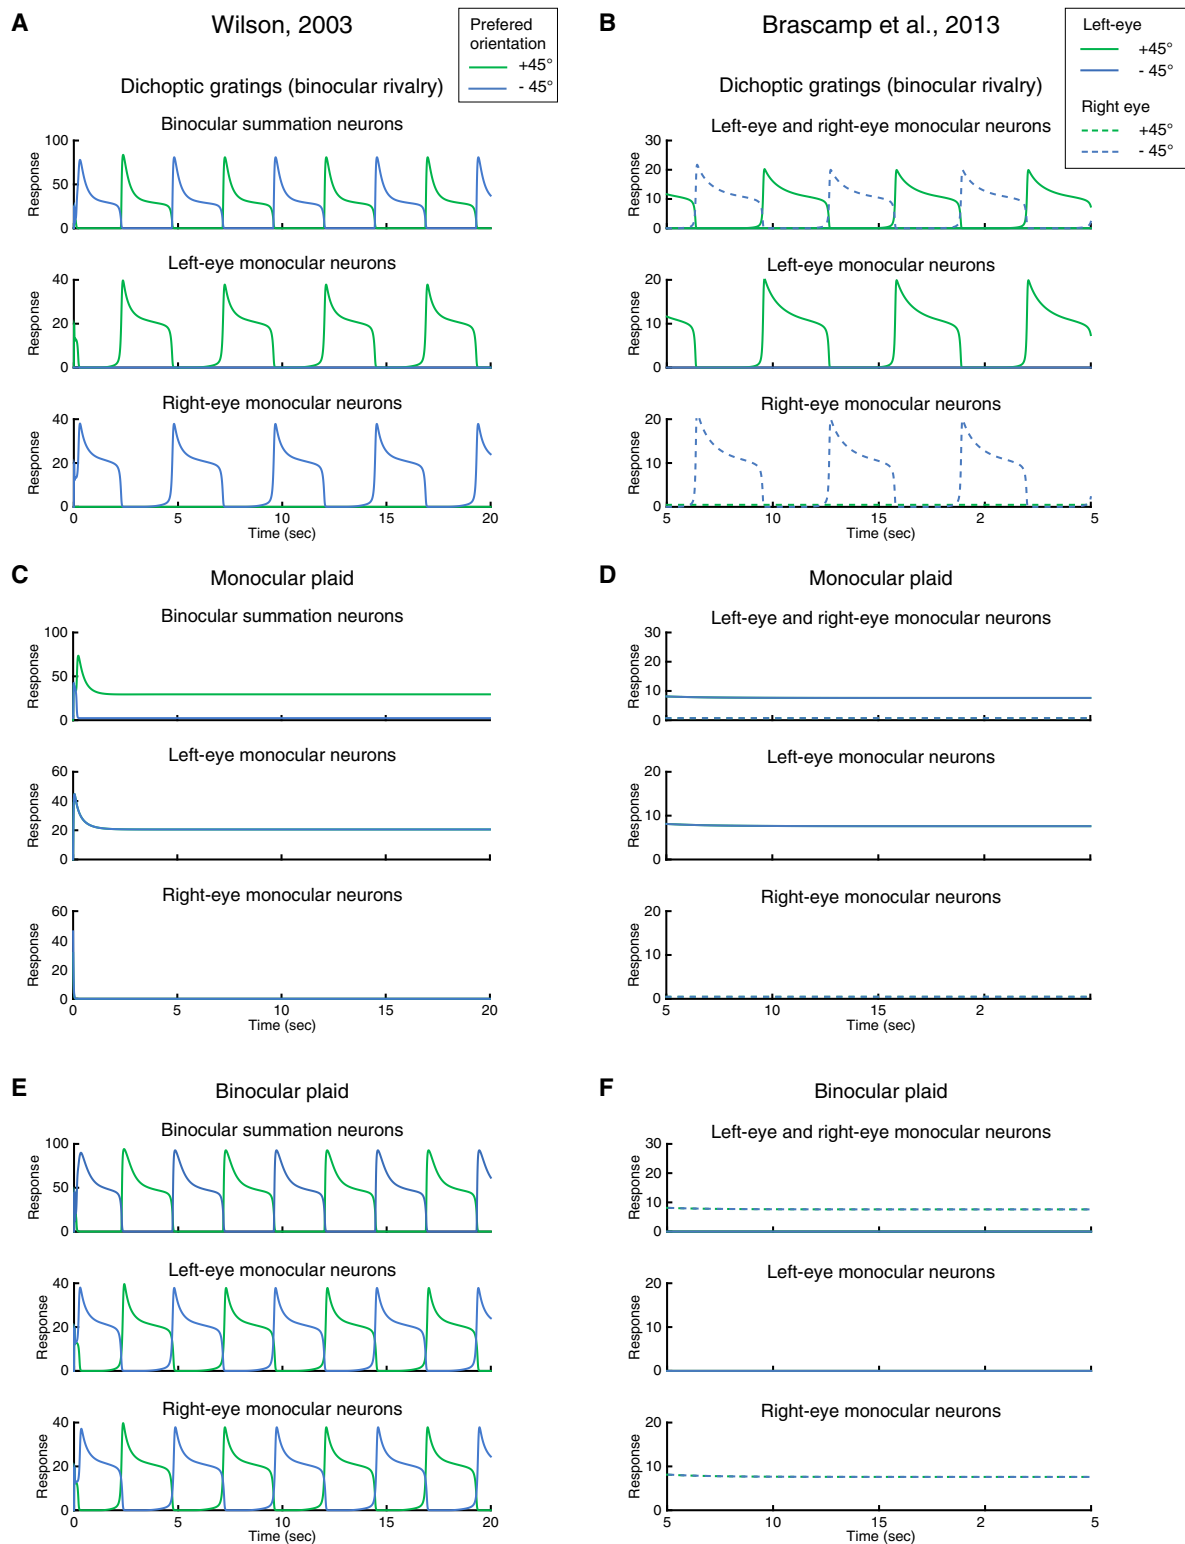 A
Wilson, 2003
Prefered
orientation
+45°
- 45°
Dichoptic gratings (binocular rivalry)
Binocular summation neurons
100
50
0
Response
Left-eye monocular neurons
40
20
0
Response
Right-eye monocular neurons
40
20
0
Response
0 5 10 15 20
Time (sec)
B
Brascamp et al., 2013
Left-eye
+45°
- 45°
Right eye
+45°
- 45°
Dichoptic gratings (binocular rivalry)
Left-eye and right-eye monocular neurons
30
20
10
0
Response
Left-eye monocular neurons
20
10
0
Response
Right-eye monocular neurons
20
10
0
Response
5 10 15 2 5
Time (sec)
C
Monocular plaid
Binocular summation neurons
100
50
0
Response
Left-eye monocular neurons
60
40
20
0
Response
Right-eye monocular neurons
60
40
20
0
Response
0 5 10 15 20
Time (sec)
D
Monocular plaid
Left-eye and right-eye monocular neurons
30
20
10
0
Response
Left-eye monocular neurons
20
10
0
Response
Right-eye monocular neurons
20
10
0
Response
5 10 15 2 5
Time (sec)
E
Binocular plaid
Binocular summation neurons
100
50
0
Response
Left-eye monocular neurons
40
20
0
Response
Right-eye monocular neurons
40
20
0
Response
0 5 10 15 20
Time (sec)
F
Binocular plaid
Left-eye and right-eye monocular neurons
30
20
10
0
Response
Left-eye monocular neurons
20
10
0
Response
Right-eye monocular neurons
20
10
0
Response
5 10 15 2 5
Time (sec)